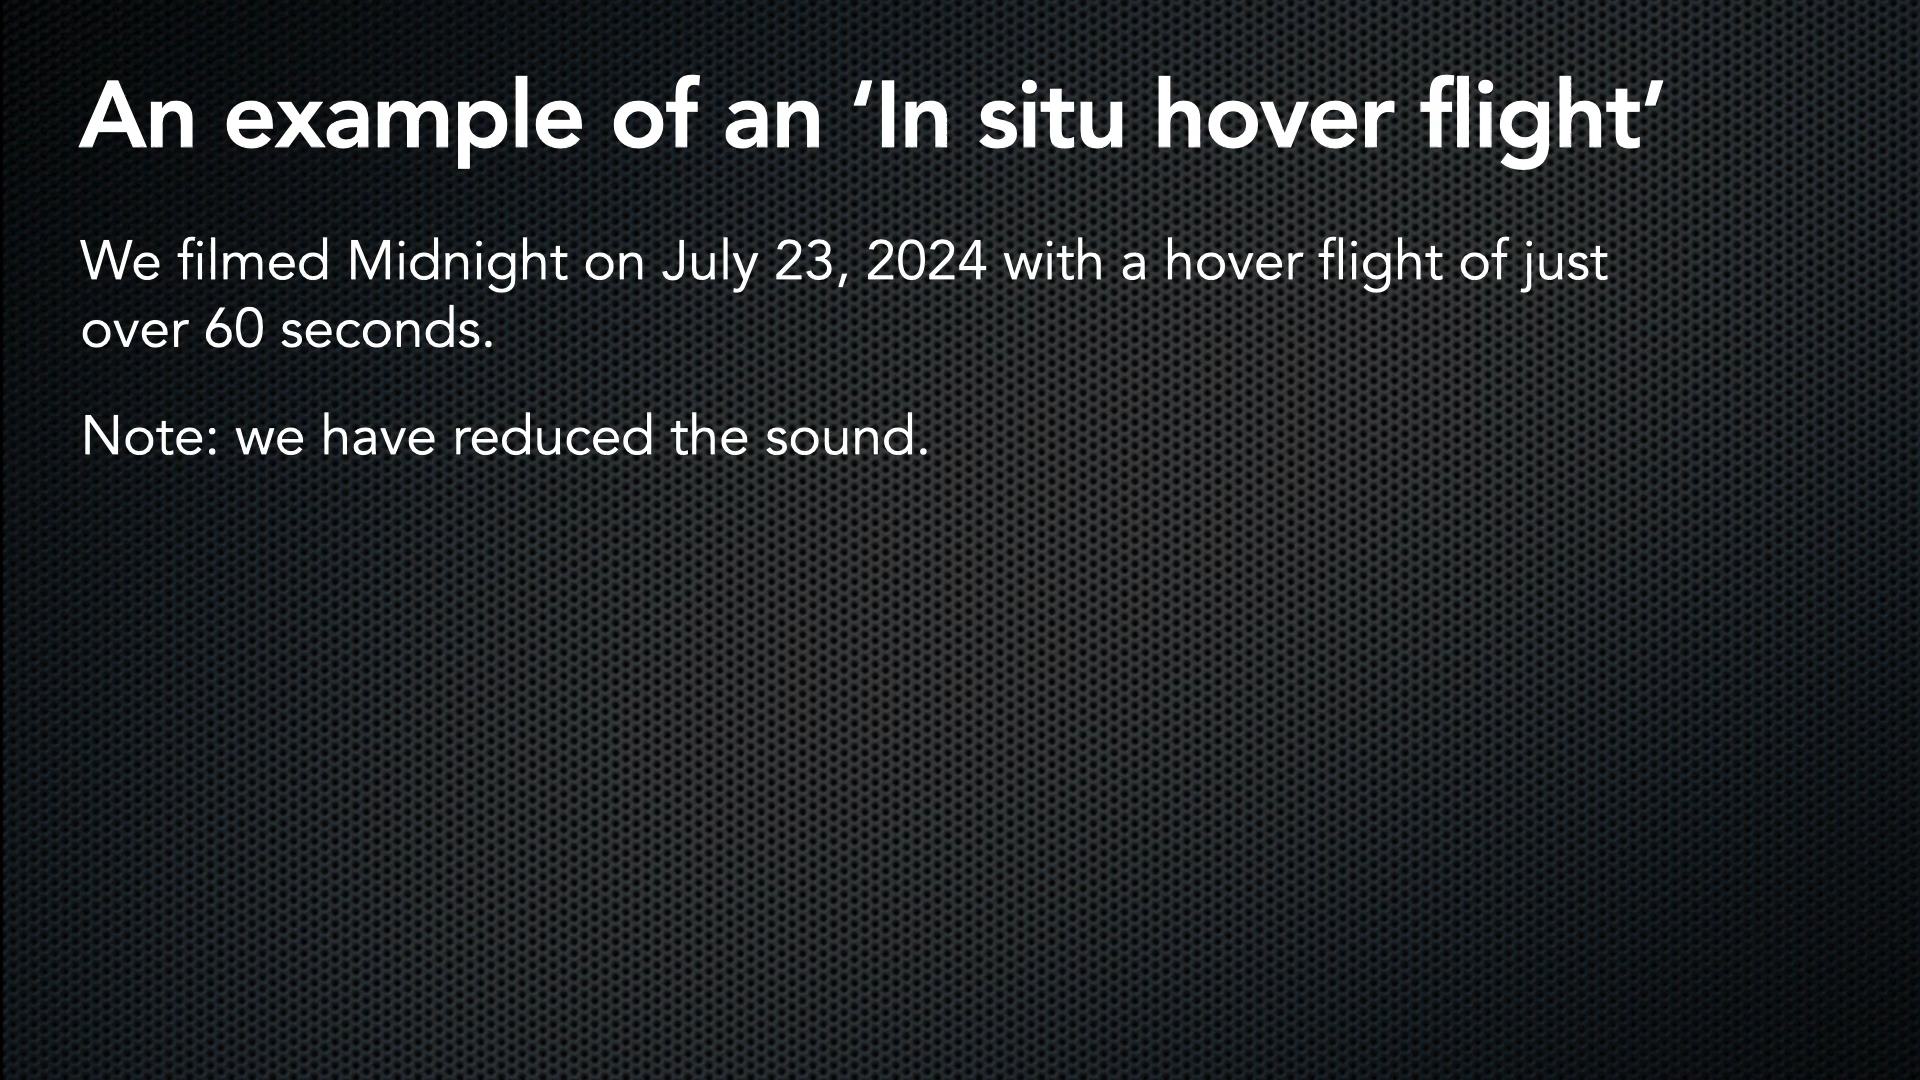 An example of an ‘In situ hover flight’
We filmed Midnight on July 23, 2024 with a hover flight of just
over 60 seconds.
Note: we have reduced the sound.